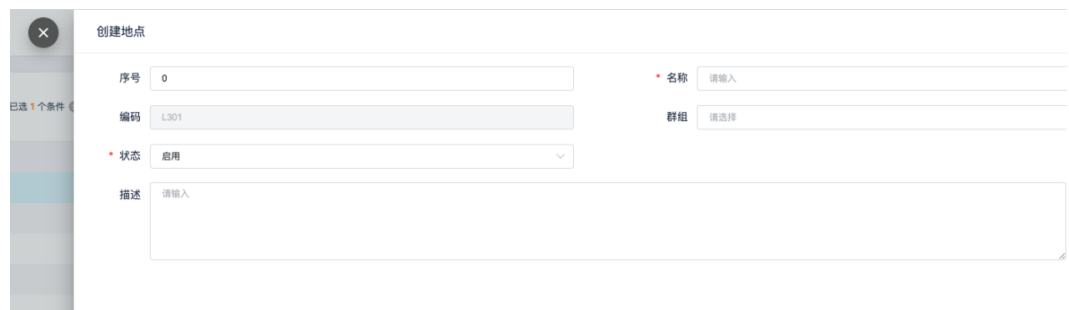 创建地点
序号 0 * 名称 请输入
已选 1 个条件
编码 L301 群组 请选择
* 状态 启用
描述 请输入